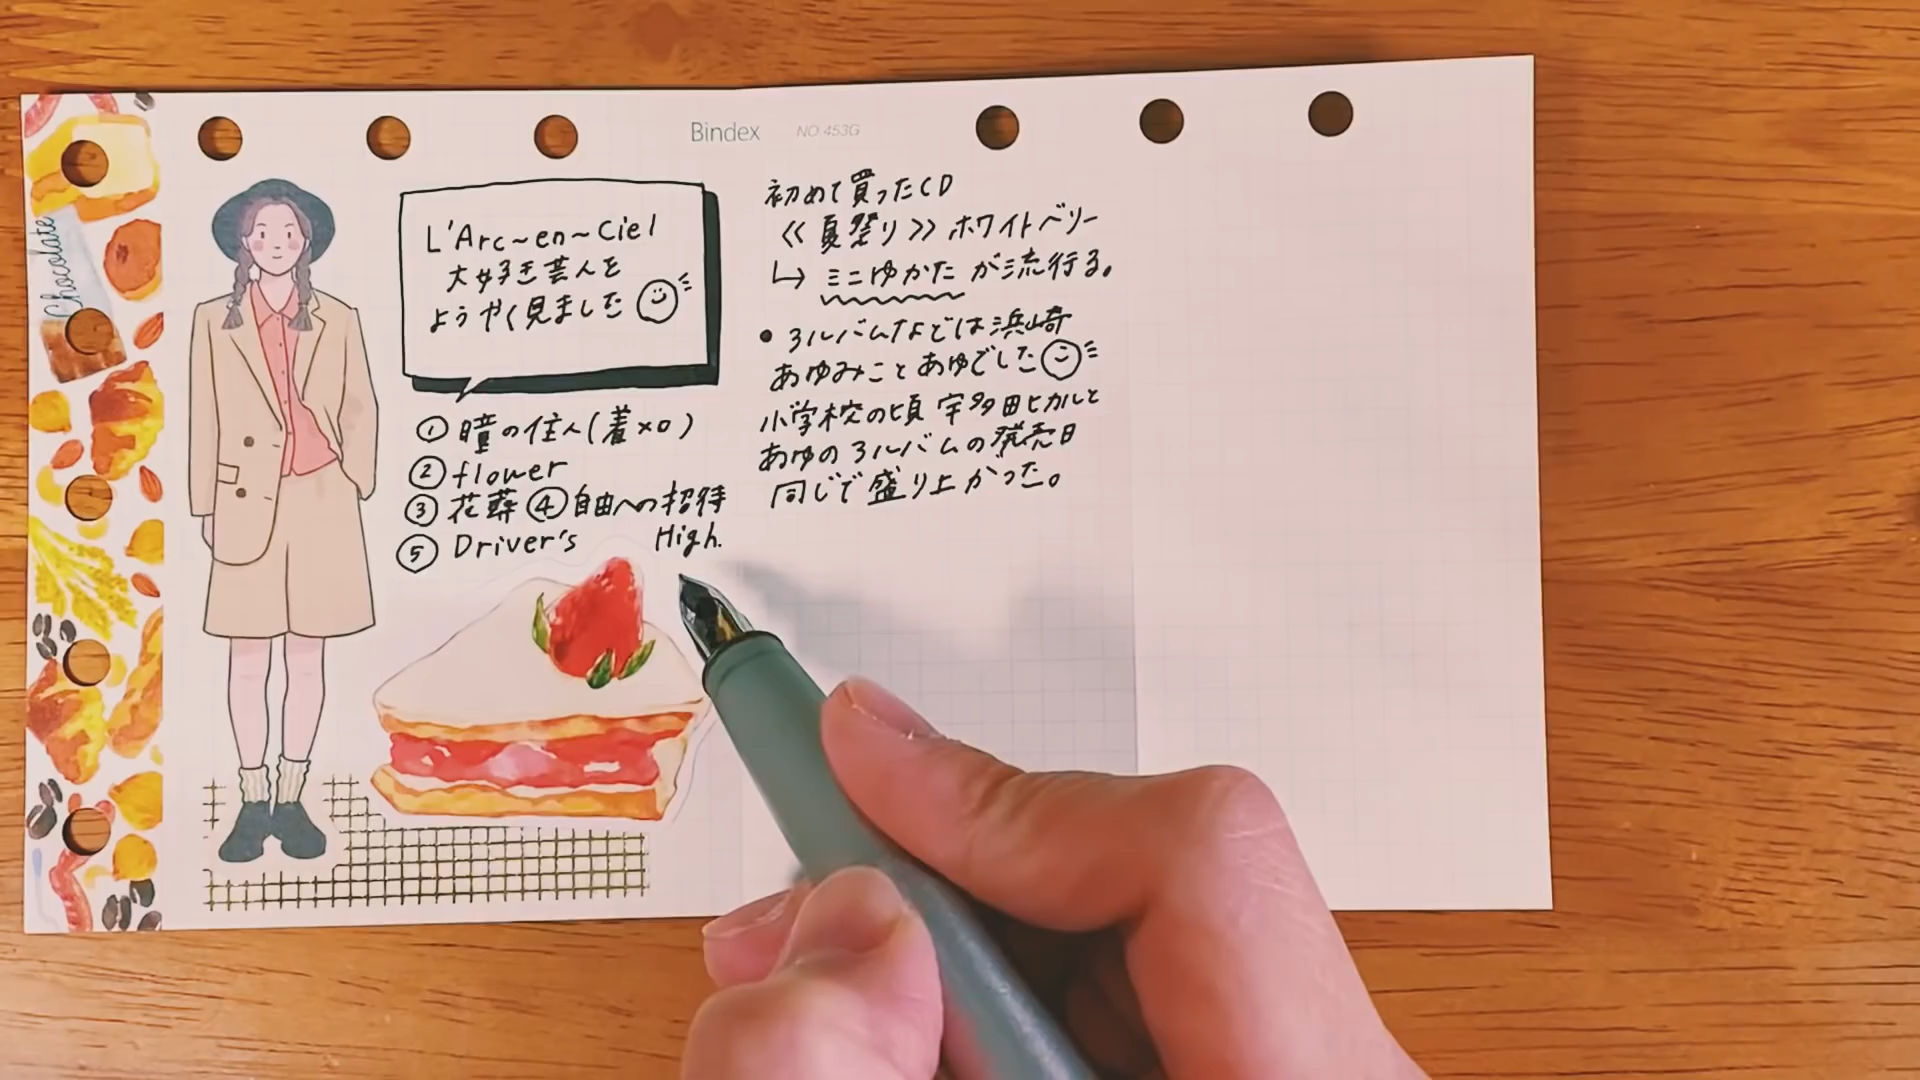 Chocolate
Bindex NO.453G
L'Arc~en~Ciel
大好き芸人を
ようやく見ました
① 瞳の住人(着×0)
② flower
③ 花葬 ④ 自由への招待
⑤ Driver's High.
初めて買ったCD
《夏祭り》ホワイトベリー
↳ ミニゆかたが流行る。
• アルバムなどは浜崎
あゆみことあゆでした
小学校の頃 宇多田ヒカルと
あゆのアルバムの発売日
同じで盛り上がった。